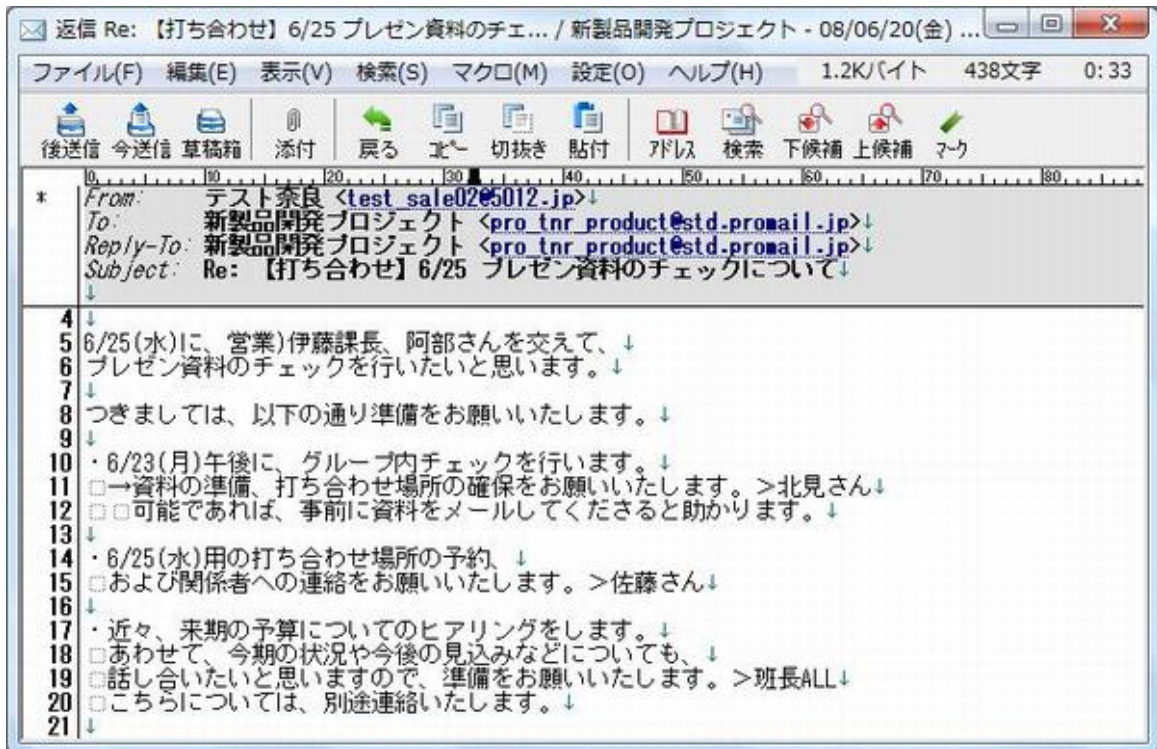 返信 Re: 【打ち合わせ】6/25 プレゼン資料のチェ... / 新製品開発プロジェクト - 08/06/20(金) ...
ファイル(F) 編集(E) 表示(V) 検索(S) マクロ(M) 設定(O) ヘルプ(H) 1.2Kバイト 438文字 0: 33
後送信 今送信 草稿箱 添付 戻る コピー 切抜き 貼付 アドレス 検索 下候補 上候補 マーク
0 10 20 30 40 50 60 70 80
* From: テスト奈良 <test_sale02@5012.jp>↓
To: 新製品開発プロジェクト <pro_tnr_product@std.promail.jp>↓
Reply-To: 新製品開発プロジェクト <pro_tnr_product@std.promail.jp>↓
Subject: Re: 【打ち合わせ】6/25 プレゼン資料のチェックについて↓
↓
4 ↓
5 6/25(水)に、営業)伊藤課長、阿部さんを交えて、↓
6 プレゼン資料のチェックを行いたいと思います。↓
7 ↓
8 つきましては、以下の通り準備をお願いいたします。↓
9 ↓
10 ・6/23(月)午後に、グループ内チェックを行います。↓
11 □→資料の準備、打ち合わせ場所の確保をお願いいたします。>北見さん↓
12 □□可能であれば、事前に資料をメールしてくださると助かります。↓
13 ↓
14 ・6/25(水)用の打ち合わせ場所の予約、↓
15 □および関係者への連絡をお願いいたします。>佐藤さん↓
16 ↓
17 ・近々、来期の予算についてのヒアリングをします。↓
18 □あわせて、今期の状況や今後の見込みなどについても、↓
19 □話し合いたいと思いますので、準備をお願いいたします。>班長ALL↓
20 □こちらについては、別途連絡いたします。↓
21 ↓